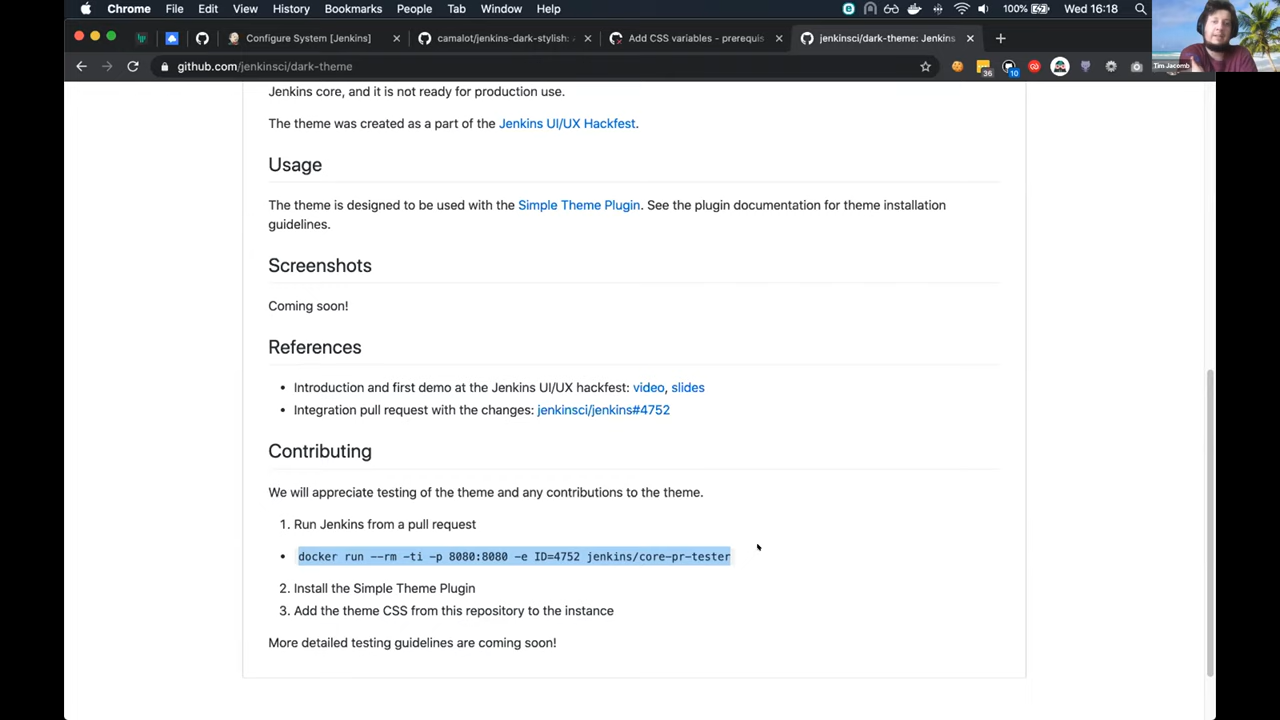 Chrome File Edit View History Bookmarks People Tab Window Help 100% Wed 16:18
Configure System [Jenkins] camalot/jenkins-dark-stylish: Add CSS variables - prerequis jenkinsci/dark-theme: Jenkins
github.com/jenkinsci/dark-theme 36 10
Tim Jacomb
Jenkins core, and it is not ready for production use.
The theme was created as a part of the Jenkins UI/UX Hackfest.
Usage
The theme is designed to be used with the Simple Theme Plugin. See the plugin documentation for theme installation
guidelines.
Screenshots
Coming soon!
References
• Introduction and first demo at the Jenkins UI/UX hackfest: video, slides
• Integration pull request with the changes: jenkinsci/jenkins#4752
Contributing
We will appreciate testing of the theme and any contributions to the theme.
1. Run Jenkins from a pull request
• docker run --rm -ti -p 8080:8080 -e ID=4752 jenkins/core-pr-tester
2. Install the Simple Theme Plugin
3. Add the theme CSS from this repository to the instance
More detailed testing guidelines are coming soon!